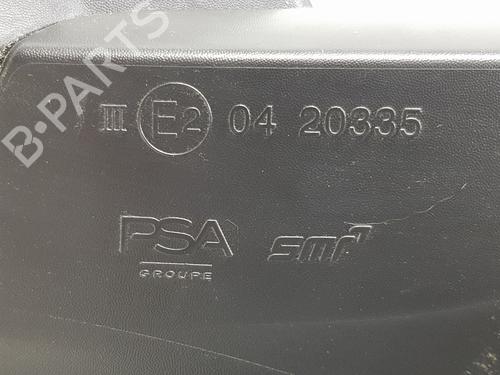 B-PARTS
III E2 04 20335
PSA smr
GROUPE